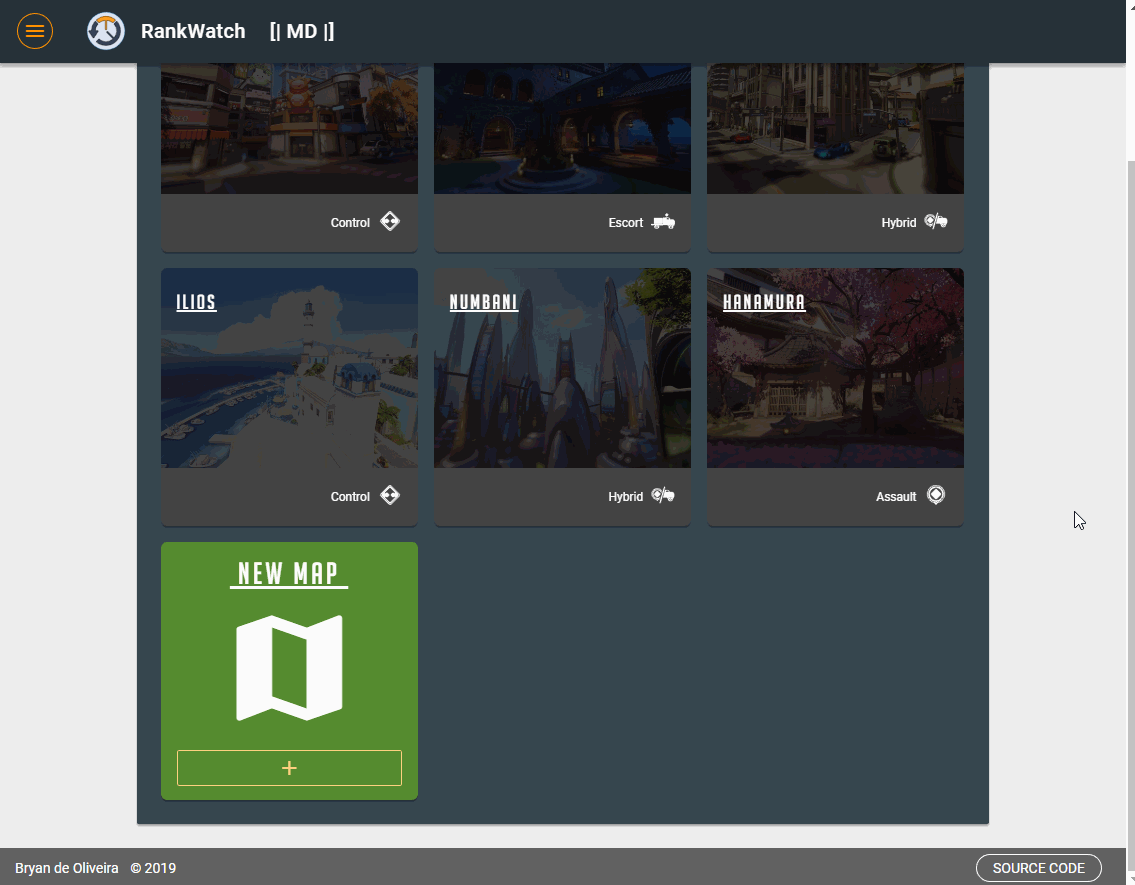 RankWatch [| MD |]
Control
Escort
Hybrid
ILIOS
NUMBANI
HANAMURA
Control
Hybrid
Assault
NEW MAP
+
Bryan de Oliveira © 2019
SOURCE CODE